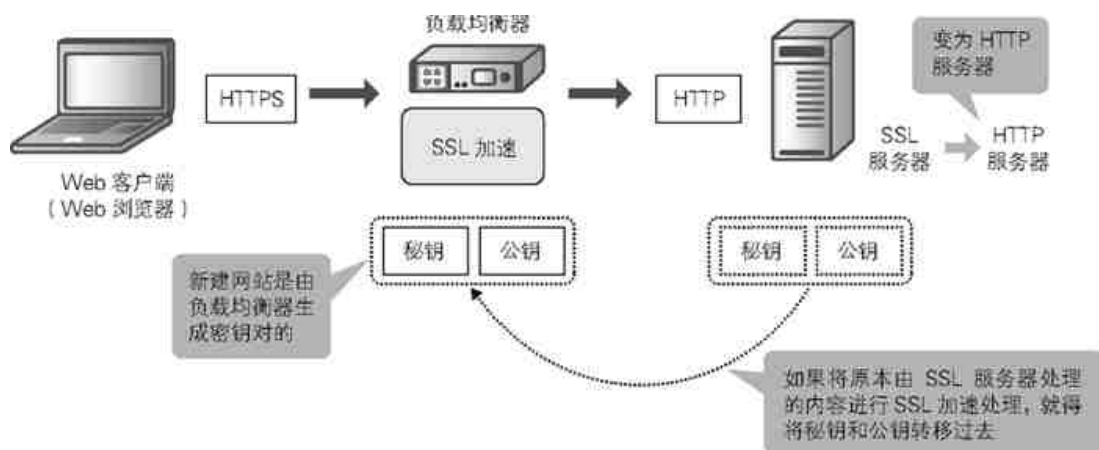 负载均衡器
变为 HTTP
服务器
HTTPS
HTTP
SSL 加速
SSL
服务器
HTTP
服务器
Web 客户端
( Web 浏览器 )
秘钥
公钥
秘钥
公钥
新建网站是由
负载均衡器生
成密钥对的
如果将原本由 SSL 服务器处理
的内容进行 SSL 加速处理，就得
将秘钥和公钥转移过去